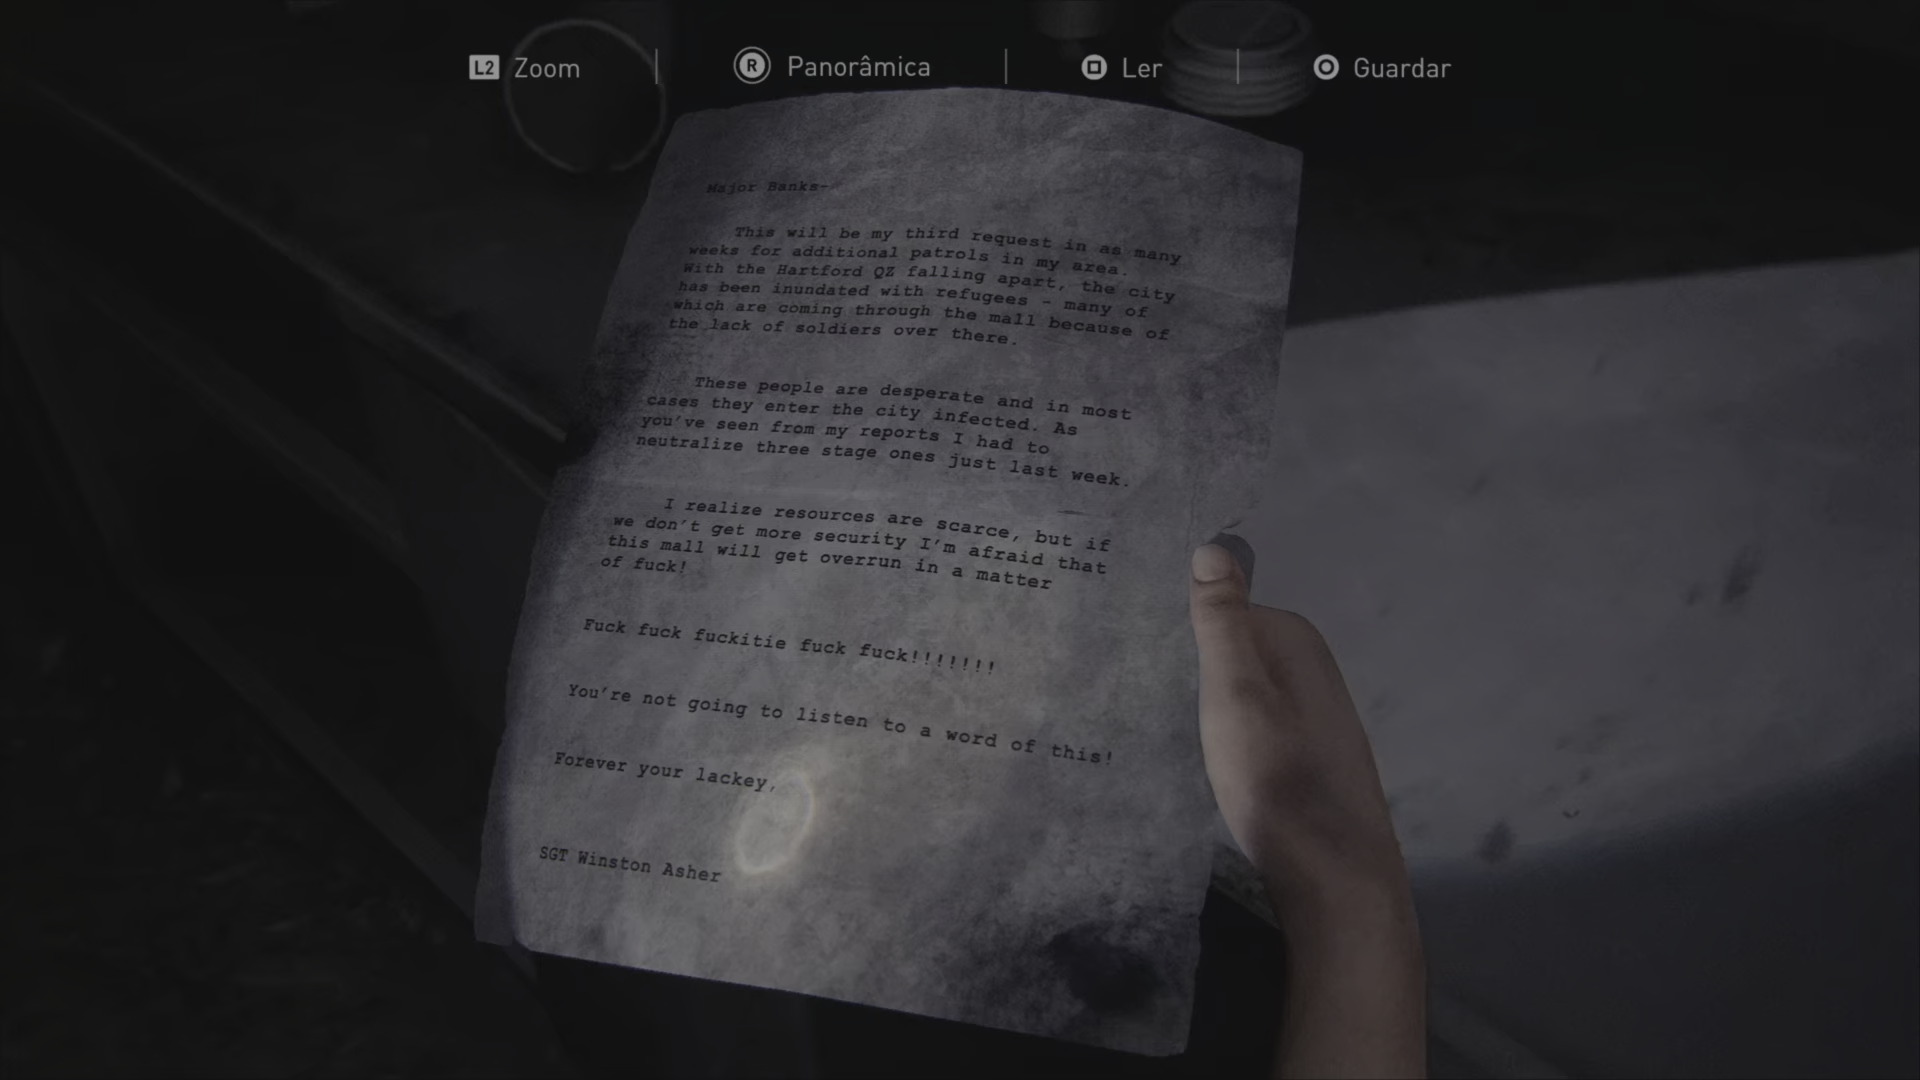 L2 Zoom R Panorâmica Ler Guardar
Major Banks-
This will be my third request in as many
weeks for additional patrols in my area.
With the Hartford QZ falling apart, the city
has been inundated with refugees - many of
which are coming through the mall because of
the lack of soldiers over there.
These people are desperate and in most
cases they enter the city infected. As
you've seen from my reports I had to
neutralize three stage ones just last week.
I realize resources are scarce, but if
we don't get more security I'm afraid that
this mall will get overrun in a matter
of fuck!
Fuck fuck fuckitie fuck fuck!!!!!!!
You're not going to listen to a word of this!
Forever your lackey,
SGT Winston Asher